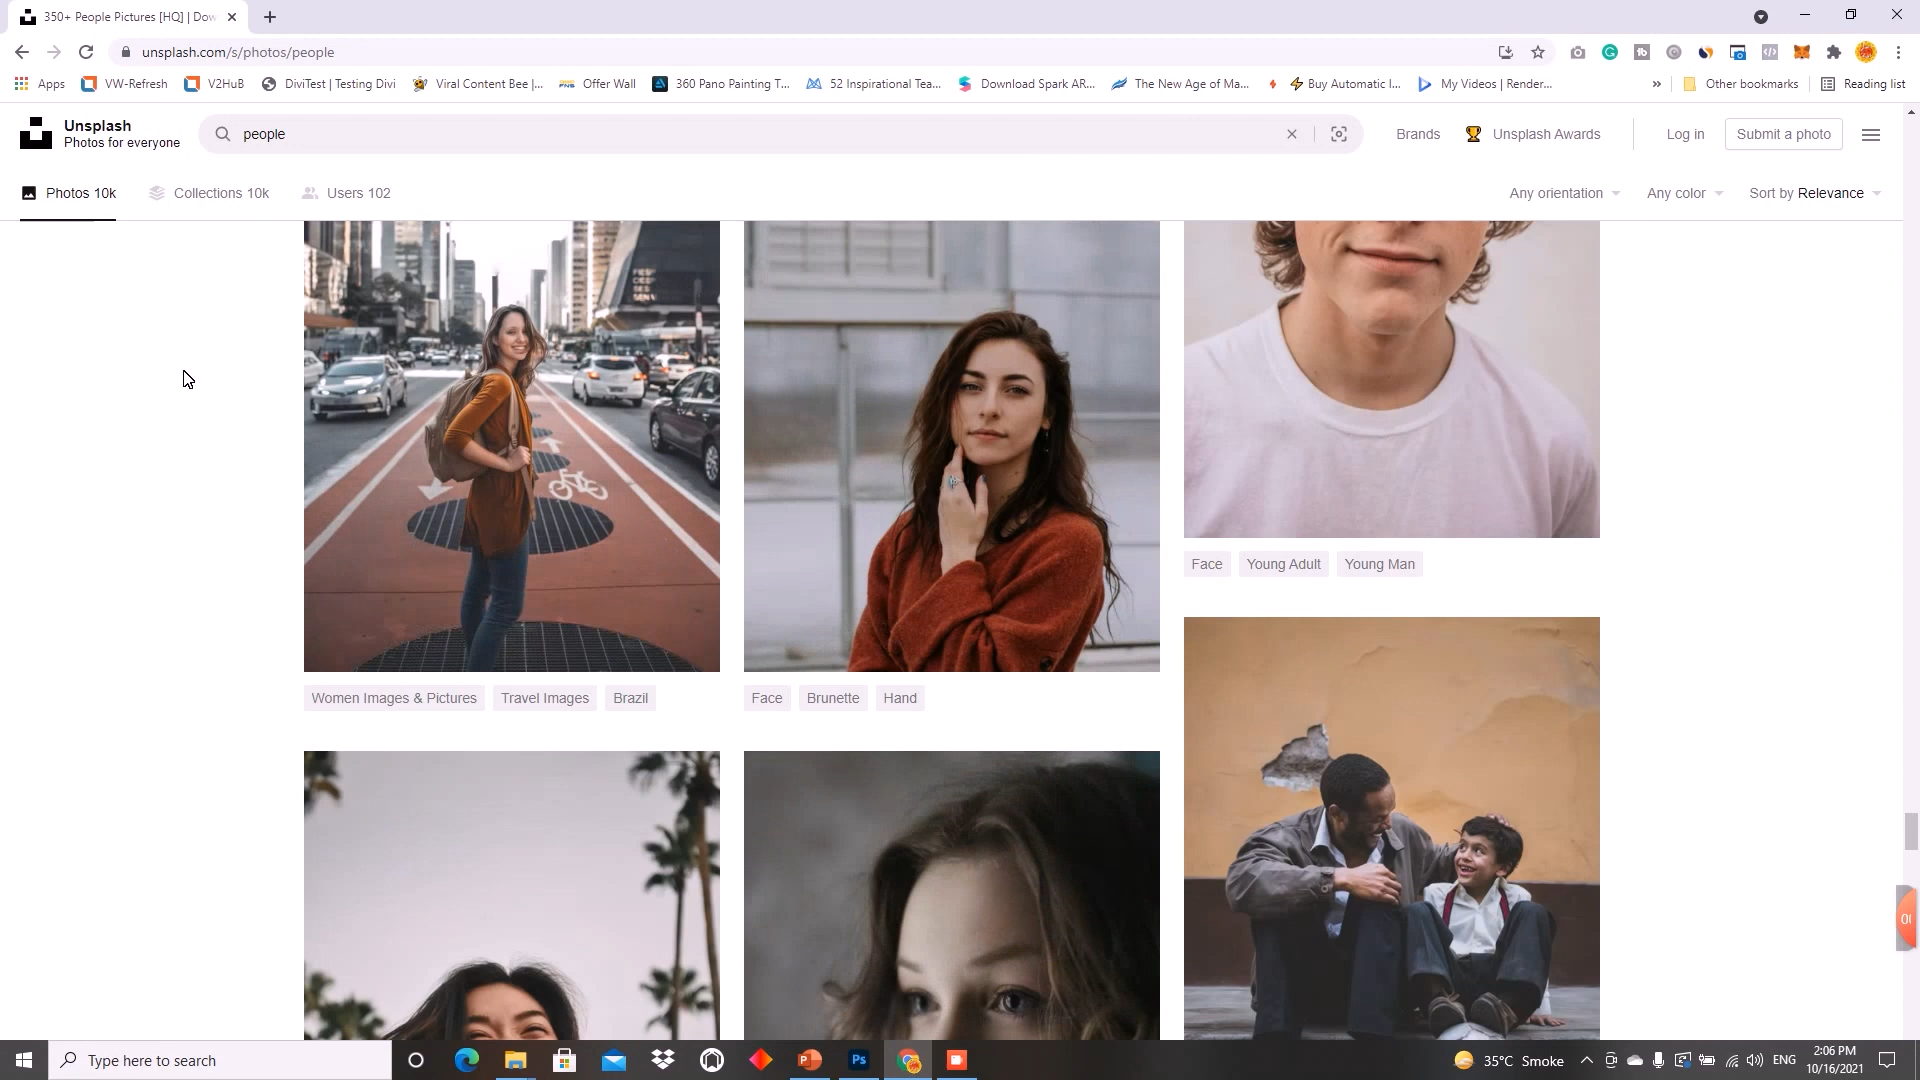 350+ People Pictures [HQ] | Dow
unsplash.com/s/photos/people
Apps
VW-Refresh
V2HuB
DiviTest | Testing Divi
Viral Content Bee |...
Offer Wall
360 Pano Painting T...
52 Inspirational Tea...
Download Spark AR...
The New Age of Ma...
Buy Automatic I...
My Videos | Render...
Other bookmarks
Reading list
Unsplash
Photos for everyone
people
Brands
Unsplash Awards
Log in
Submit a photo
Photos 10k
Collections 10k
Users 102
Any orientation
Any color
Sort by Relevance
Face
Young Adult
Young Man
Women Images & Pictures
Travel Images
Brazil
Face
Brunette
Hand
Type here to search
35°C Smoke
ENG
2:06 PM
10/16/2021